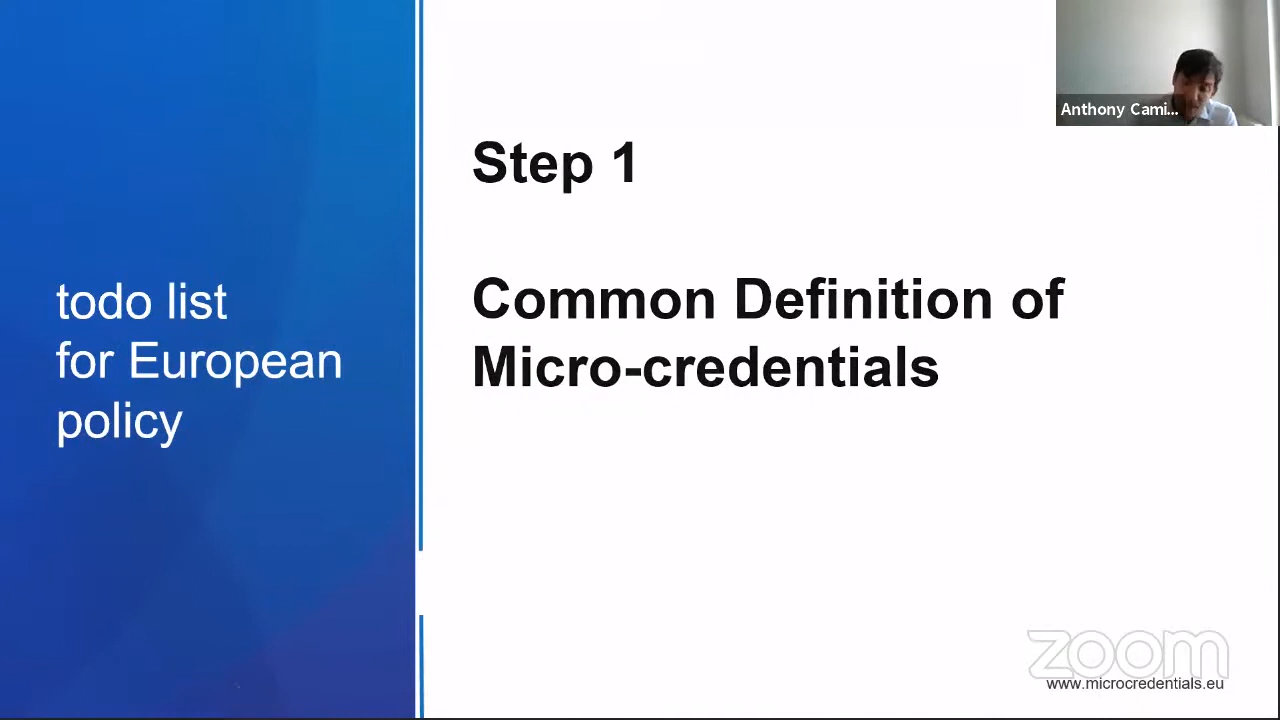 Anthony Cami...
Step 1
Common Definition of
Micro-credentials
todo list
for European
policy
zoom
www.microcredentials.eu